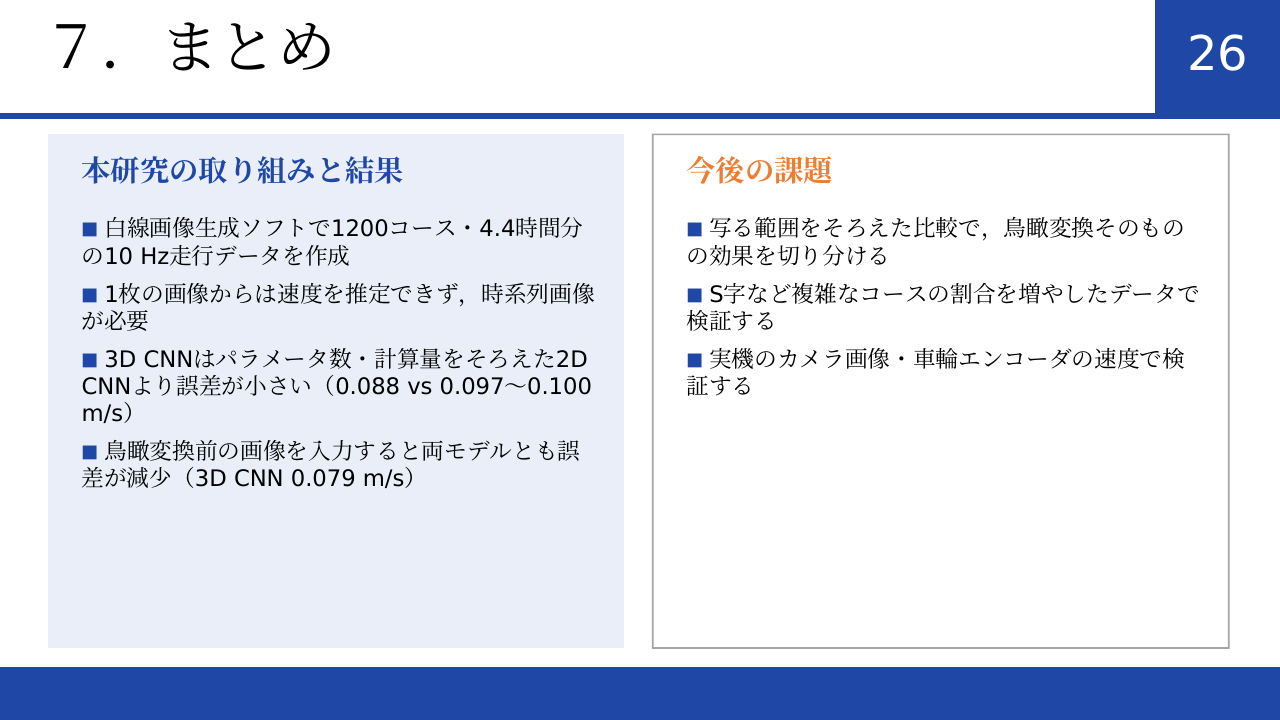 ７．まとめ
26
本研究の取り組みと結果
■ 白線画像生成ソフトで1200コース・4.4時間分
の10 Hz走行データを作成
■ 1枚の画像からは速度を推定できず，時系列画像
が必要
■ 3D CNNはパラメータ数・計算量をそろえた2D
CNNより誤差が小さい（0.088 vs 0.097～0.100
m/s）
■ 鳥瞰変換前の画像を入力すると両モデルとも誤
差が減少（3D CNN 0.079 m/s）
今後の課題
■ 写る範囲をそろえた比較で，鳥瞰変換そのもの
の効果を切り分ける
■ S字など複雑なコースの割合を増やしたデータで
検証する
■ 実機のカメラ画像・車輪エンコーダの速度で検
証する